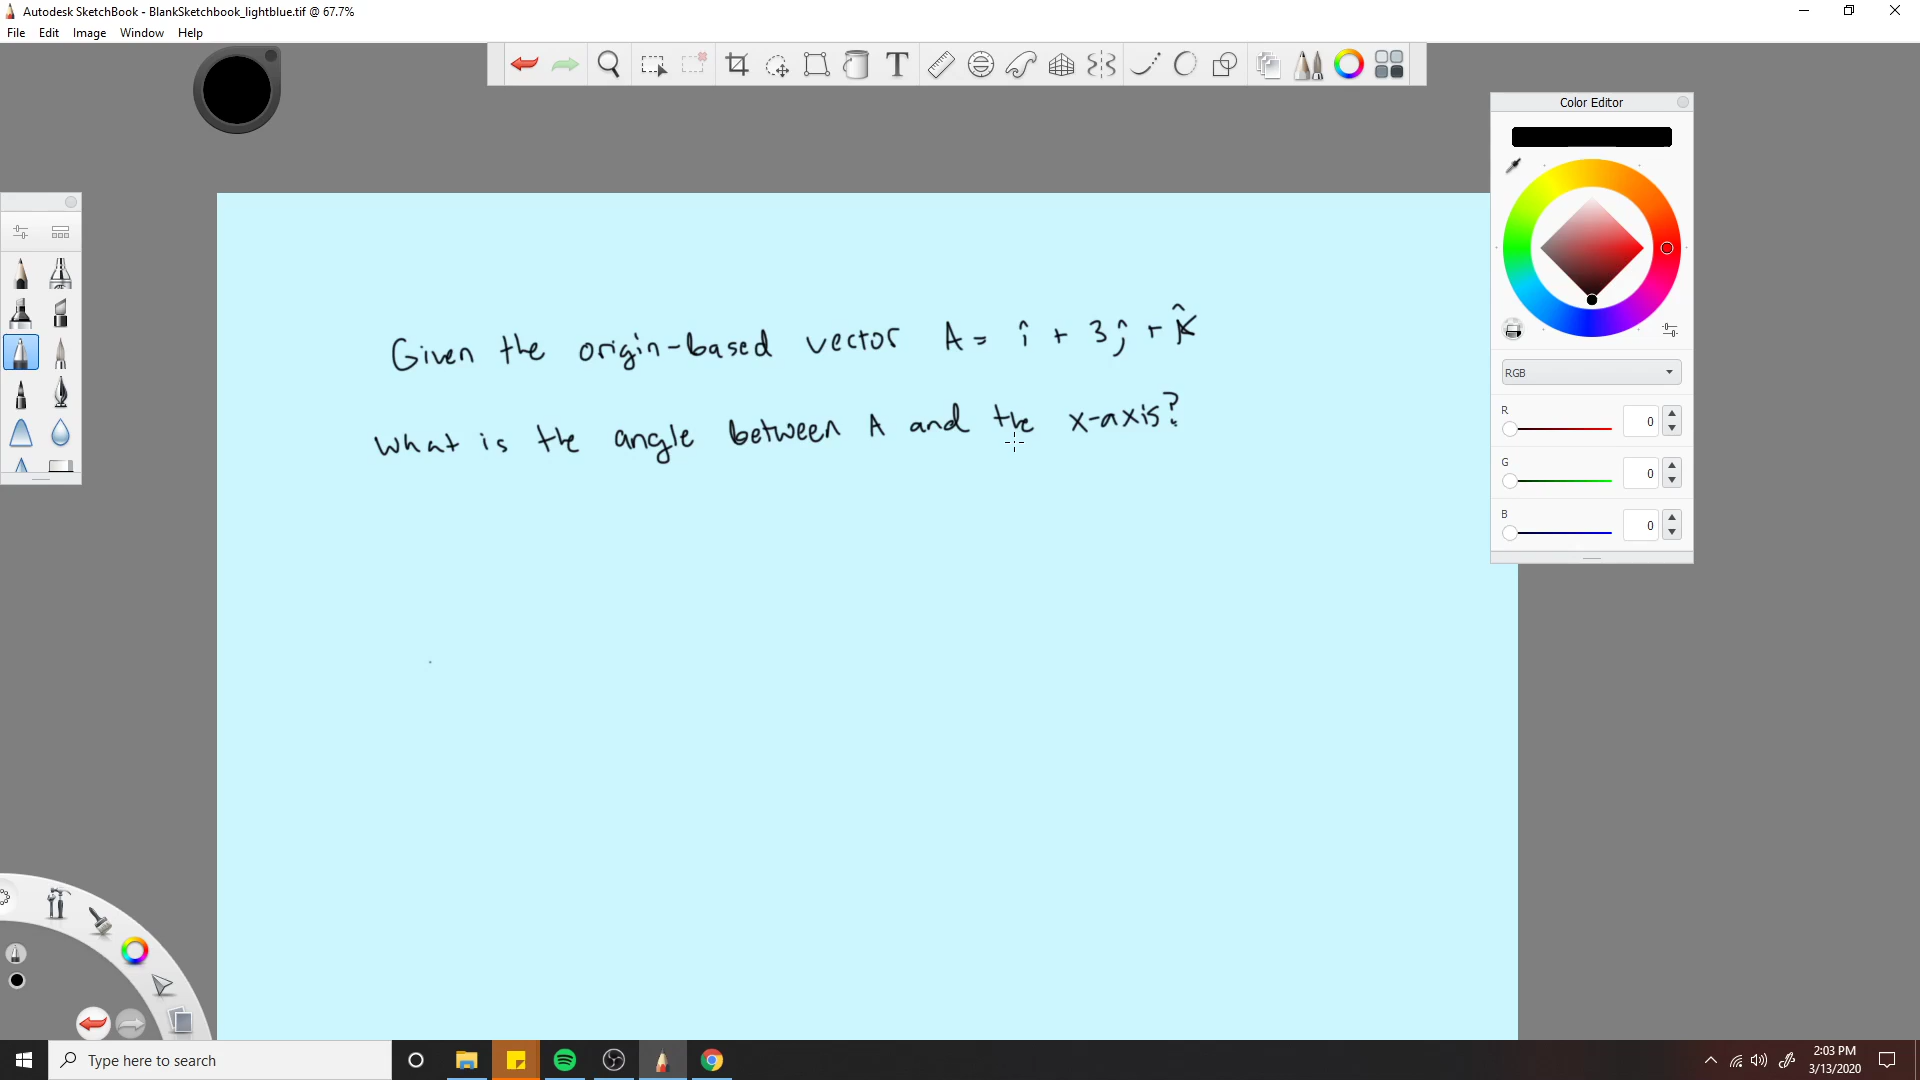 Autodesk SketchBook - BlankSketchbook_lightblue.tif @ 67.7%
File Edit Image Window Help
T
Color Editor
Given the origin-based vector A = î + 3ĵ + k̂
What is the angle between A and the x-axis?
RGB
R 0
G 0
B 0
Type here to search
2:03 PM
3/13/2020